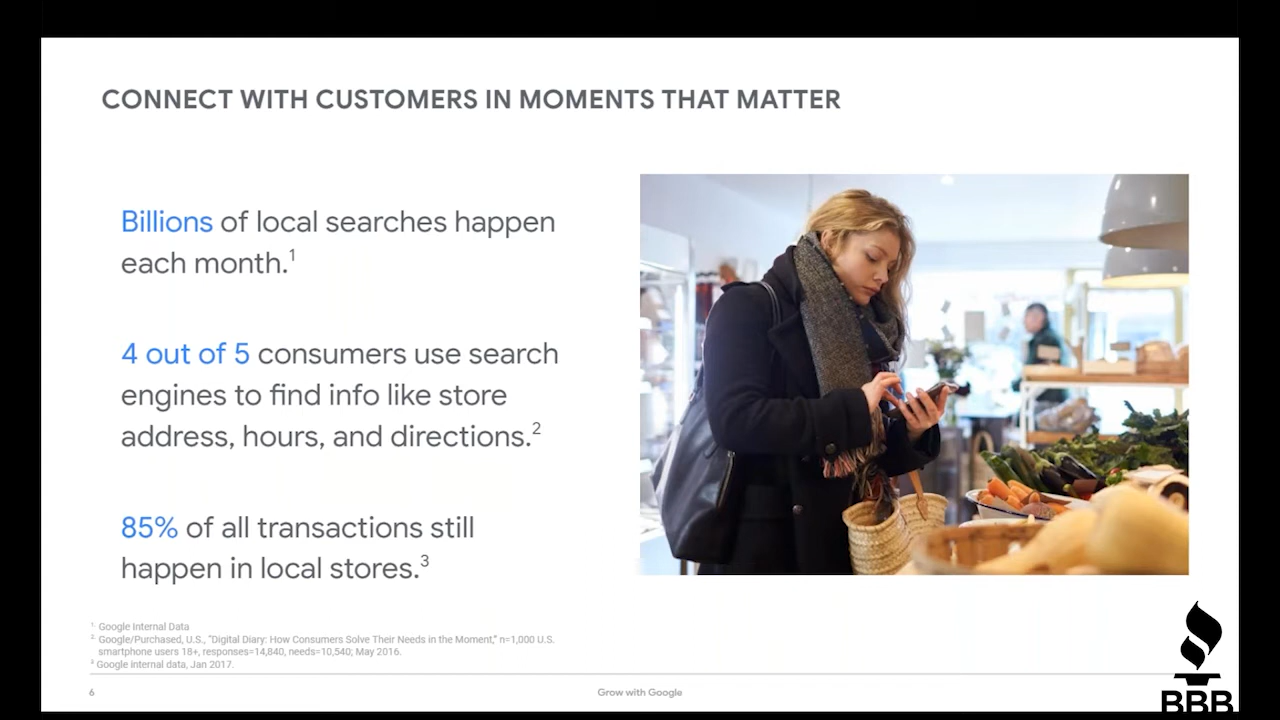 CONNECT WITH CUSTOMERS IN MOMENTS THAT MATTER
Billions of local searches happen
each month.¹
4 out of 5 consumers use search
engines to find info like store
address, hours, and directions.²
85% of all transactions still
happen in local stores.³
1. Google Internal Data
2. Google/Purchased, U.S., “Digital Diary: How Consumers Solve Their Needs in the Moment,” n=1,000 U.S.
smartphone users 18+, responses=14,840, needs=10,540; May 2016.
3 Google internal data, Jan 2017.
6
Grow with Google
BBB